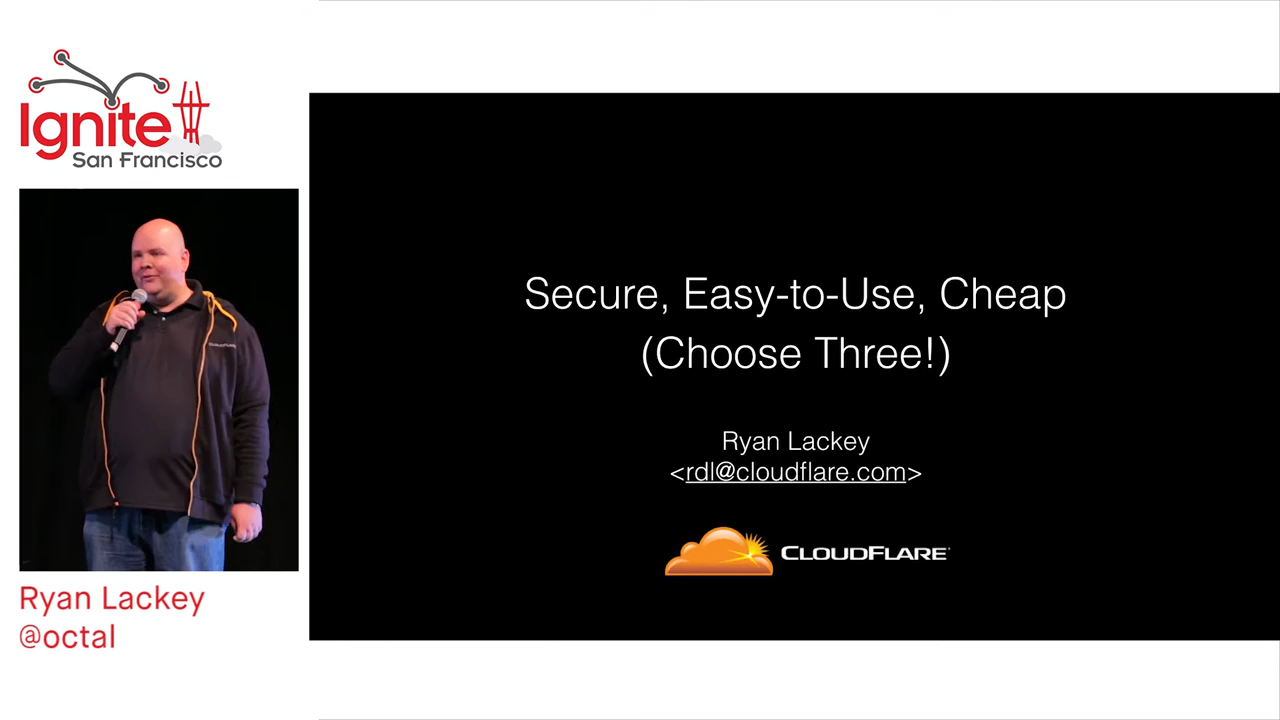 Ignite
San Francisco
CLOUDFLARE
Ryan Lackey
@octal
Secure, Easy-to-Use, Cheap
(Choose Three!)
Ryan Lackey
<rdl@cloudflare.com>
CLOUDFLARE